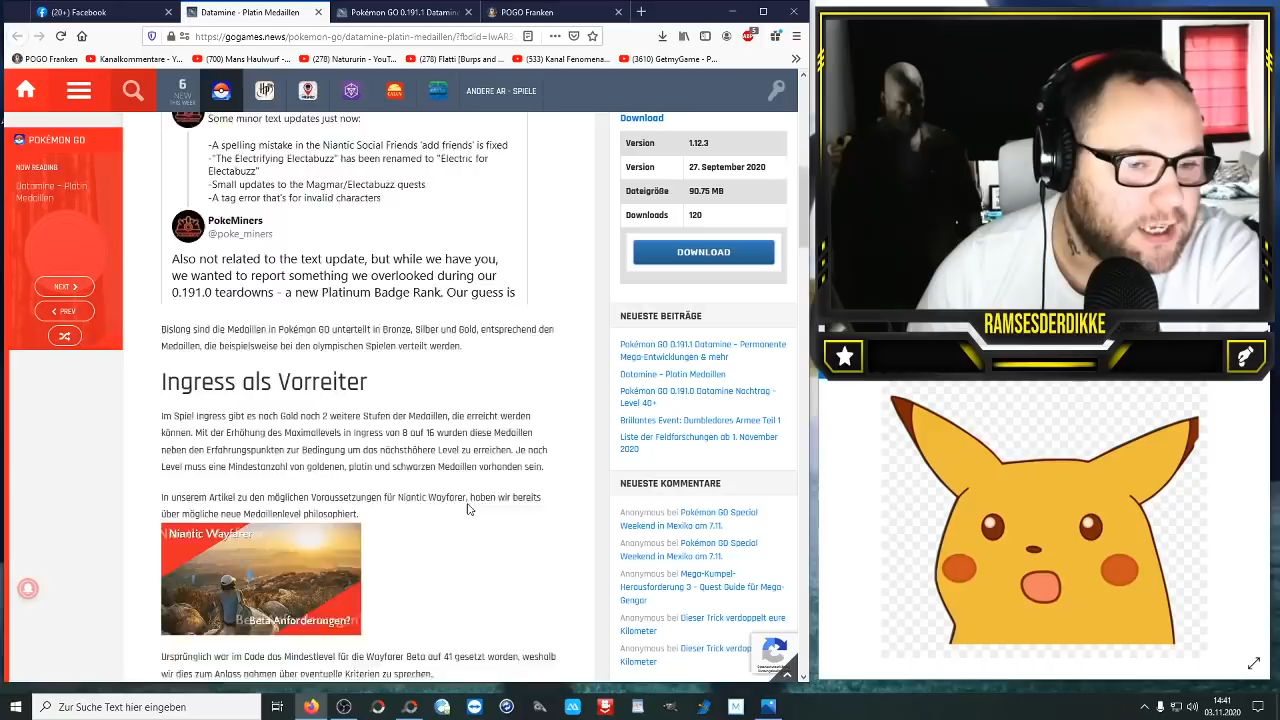 (20) Facebook
Datamine - Platin Medaillen
Pokémon GO 0.191.1 Datamine
POGO Franken
https://gogames.news/pokemon-go/datamine-platin-medaillen/?fbclid=IwAR3
POGO Franken
Kanalkommentare - Y...
(700) Mans Haulwurf -...
(278) Natururin - YouT...
(278) Flatti [Burps and ...
(533) Kanal Fenomena...
(3610) GetmyGame - P...
6
NEW
THIS WEEK
ANDERE AR - SPIELE
POKÉMON GO
NOW READING
Datamine – Platin
Medaillen
NEXT
PREV
Some minor text updates just now:
-A spelling mistake in the Niantic Social Friends 'add friends' is fixed
-"The Electrifying Electabuzz" has been renamed to "Electric for
Electabuzz"
-Small updates to the Magmar/Electabuzz quests
-A tag error that's for invalid characters
PokeMiners
@poke_miners
Also not related to the text update, but while we have you,
we wanted to report something we overlooked during our
0.191.0 teardowns - a new Platinum Badge Rank. Our guess is
Bislang sind die Medaillen in Pokémon GO unterteilt in Bronze, Silber und Gold, entsprechend den
Medaillen, die beispielsweise bei den olympischen Spielen verteilt werden.
Ingress als Vorreiter
Im Spiel Ingress gibt es nach Gold noch 2 weitere Stufen der Medaillen, die erreicht werden
können. Mit der Erhöhung des Maximallevels in Ingress von 8 auf 16 wurden diese Medaillen
neben den Erfahrungspunkten zur Bedingung um das nächsthöhere Level zu erreichen. Je nach
Level muss eine Mindestanzahl von goldenen, platin und schwarzen Medaillen vorhanden sein.
In unserem Artikel zu den möglichen Voraussetzungen für Niantic Wayfarer, haben wir bereits
über mögliche neue Medaillenlevel philosophiert.
Niantic Wayfarer
Beta Anforderungen?
Ursprünglich war im Code das Mindestlevel für die Wayfarer Beta auf 41 gesetzt worden, weshalb
wir dies zum Anlass nahmen über eventuelle Kriterien zu sprechen.
Download
Version 1.12.3
Version 27. September 2020
Dateigröße 90.75 MB
Downloads 120
DOWNLOAD
NEUESTE BEITRÄGE
Pokémon GO 0.191.1 Datamine – Permanente
Mega-Entwicklungen & mehr
Datamine – Platin Medaillen
Pokémon GO 0.191.0 Datamine Nachtrag –
Level 40+
Brillantes Event: Dumbledores Armee Teil 1
Liste der Feldforschungen ab 1. November
2020
NEUESTE KOMMENTARE
Anonymous bei Pokémon GO Special
Weekend in Mexiko am 7.11.
Anonymous bei Pokémon GO Special
Weekend in Mexiko am 7.11.
Anonymous bei Mega-Kumpel-
Herausforderung 3 – Quest Guide für Mega-
Gengar
Anonymous bei Dieser Trick verdoppelt eure
Kilometer
Anonymous bei Dieser Trick verdop
Kilometer
RAMSESDERDIKKE
Zur Suche Text hier eingeben
14:41
03.11.2020